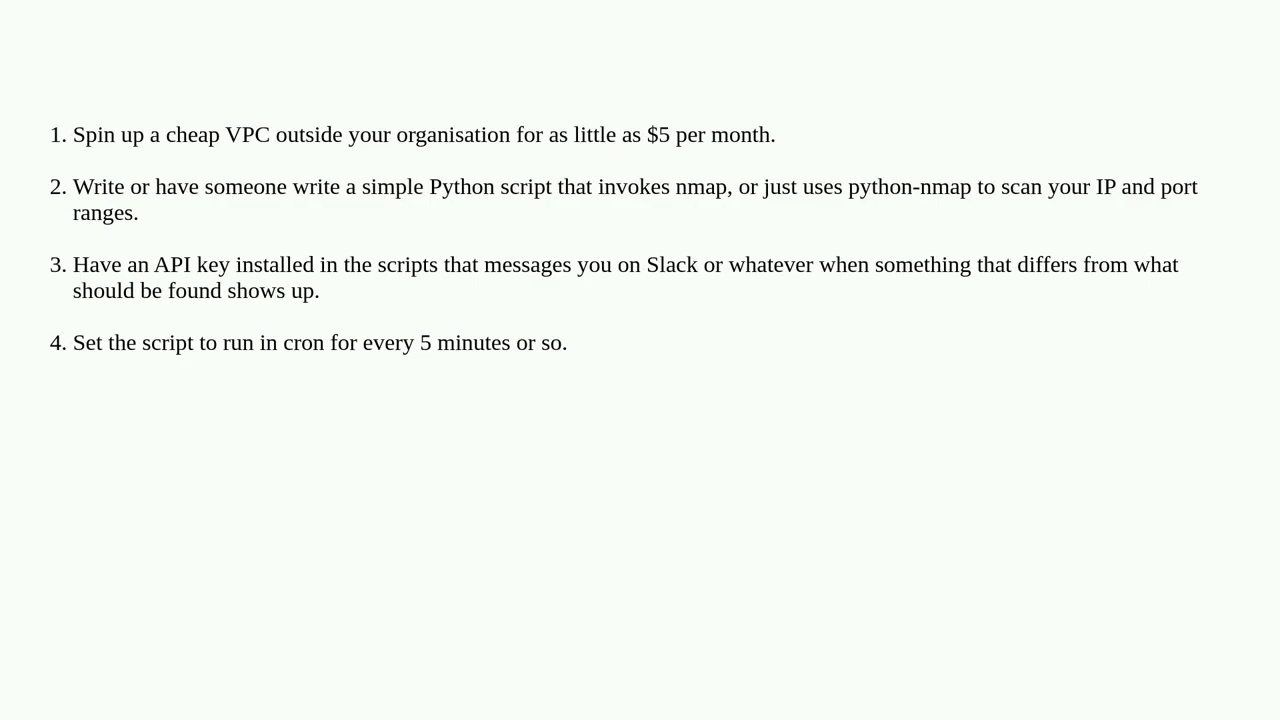 1. Spin up a cheap VPC outside your organisation for as little as $5 per month.
2. Write or have someone write a simple Python script that invokes nmap, or just uses python-nmap to scan your IP and port
ranges.
3. Have an API key installed in the scripts that messages you on Slack or whatever when something that differs from what
should be found shows up.
4. Set the script to run in cron for every 5 minutes or so.